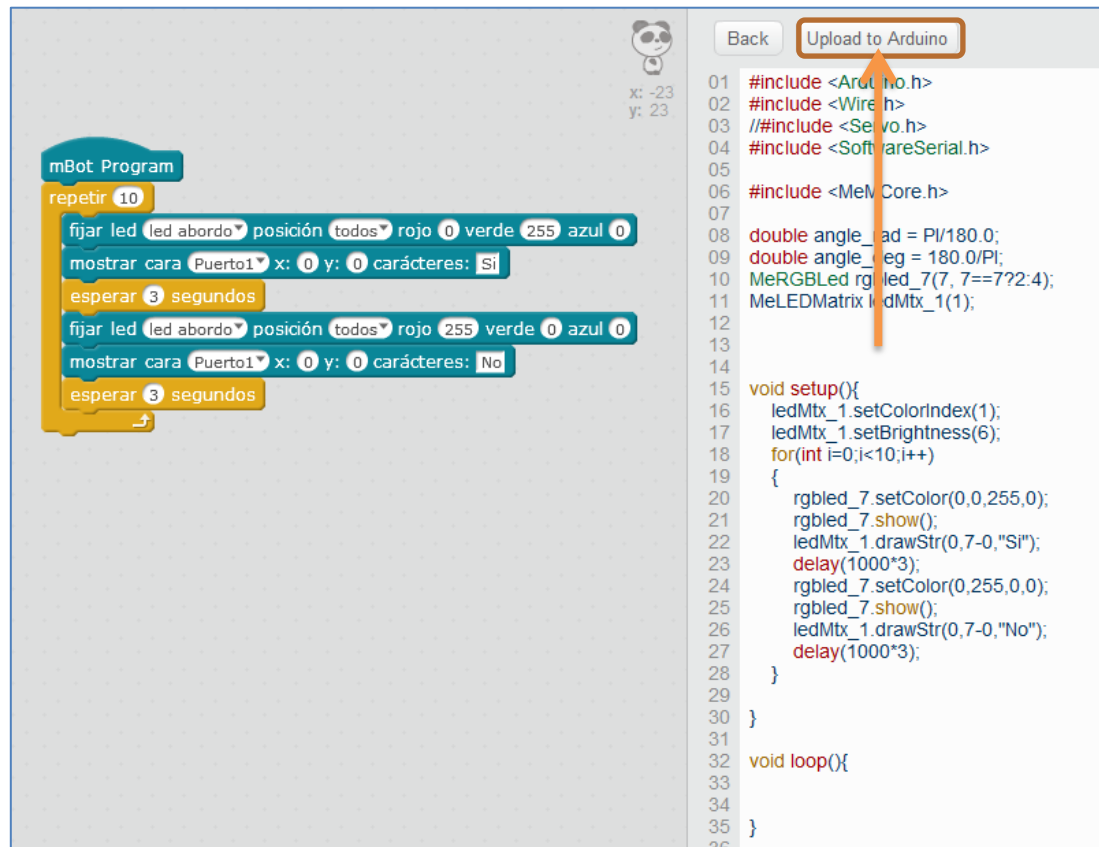 x: -23
y: 23
mBot Program
repetir 10
fijar led led abordo posición todos rojo 0 verde 255 azul 0
mostrar cara Puerto1 x: 0 y: 0 carácteres: Si
esperar 3 segundos
fijar led led abordo posición todos rojo 255 verde 0 azul 0
mostrar cara Puerto1 x: 0 y: 0 carácteres: No
esperar 3 segundos
Back Upload to Arduino
01 #include <Arduino.h>
02 #include <Wire.h>
03 //#include <Servo.h>
04 #include <SoftwareSerial.h>
05
06 #include <MeMCore.h>
07
08 double angle_rad = PI/180.0;
09 double angle_deg = 180.0/PI;
10 MeRGBLed rgbled_7(7, 7==7?2:4);
11 MeLEDMatrix ledMtx_1(1);
12
13
14
15 void setup(){
16 ledMtx_1.setColorIndex(1);
17 ledMtx_1.setBrightness(6);
18 for(int i=0;i<10;i++)
19 {
20 rgbled_7.setColor(0,0,255,0);
21 rgbled_7.show();
22 ledMtx_1.drawStr(0,7-0,"Si");
23 delay(1000*3);
24 rgbled_7.setColor(0,255,0,0);
25 rgbled_7.show();
26 ledMtx_1.drawStr(0,7-0,"No");
27 delay(1000*3);
28 }
29
30 }
31
32 void loop(){
33
34
35 }
36